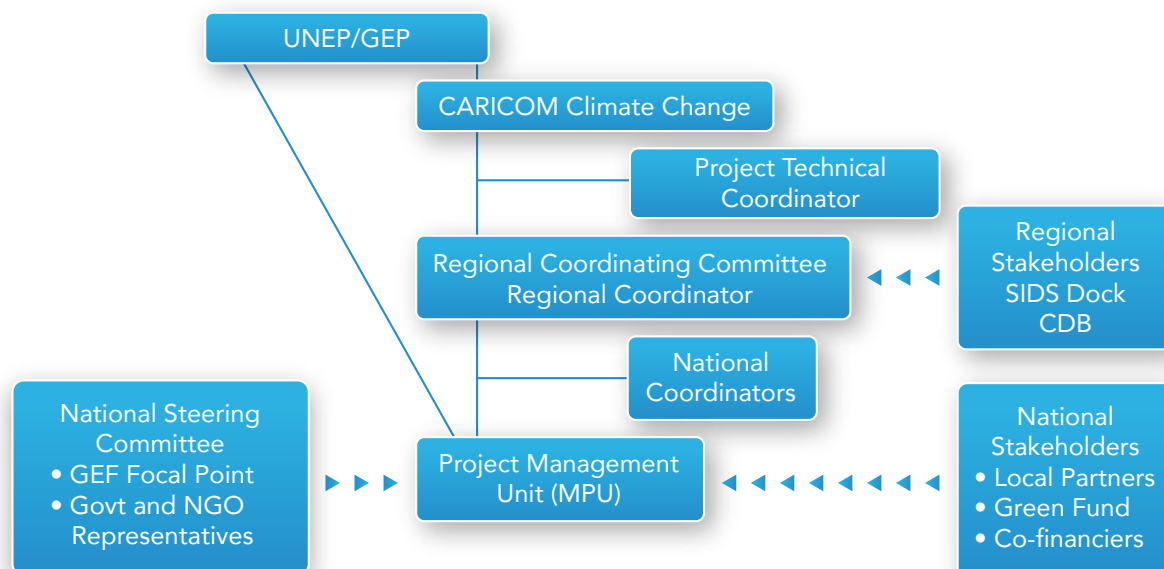 UNEP/GEP
CARICOM Climate Change
Project Technical
Coordinator
Regional Coordinating Committee
Regional Coordinator
Regional
Stakeholders
SIDS Dock
CDB
National
Coordinators
National Steering
Committee
• GEF Focal Point
• Govt and NGO
Representatives
Project Management
Unit (MPU)
National
Stakeholders
• Local Partners
• Green Fund
• Co-financiers